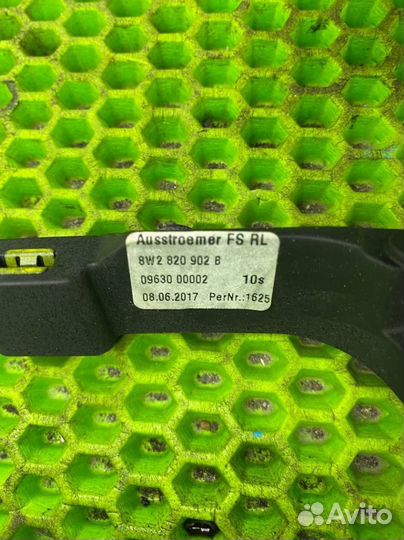 Ausstroemer FS RL
8W2 820 902 B
09630 00002 10s
08.06.2017 PerNr.:1625
Avito